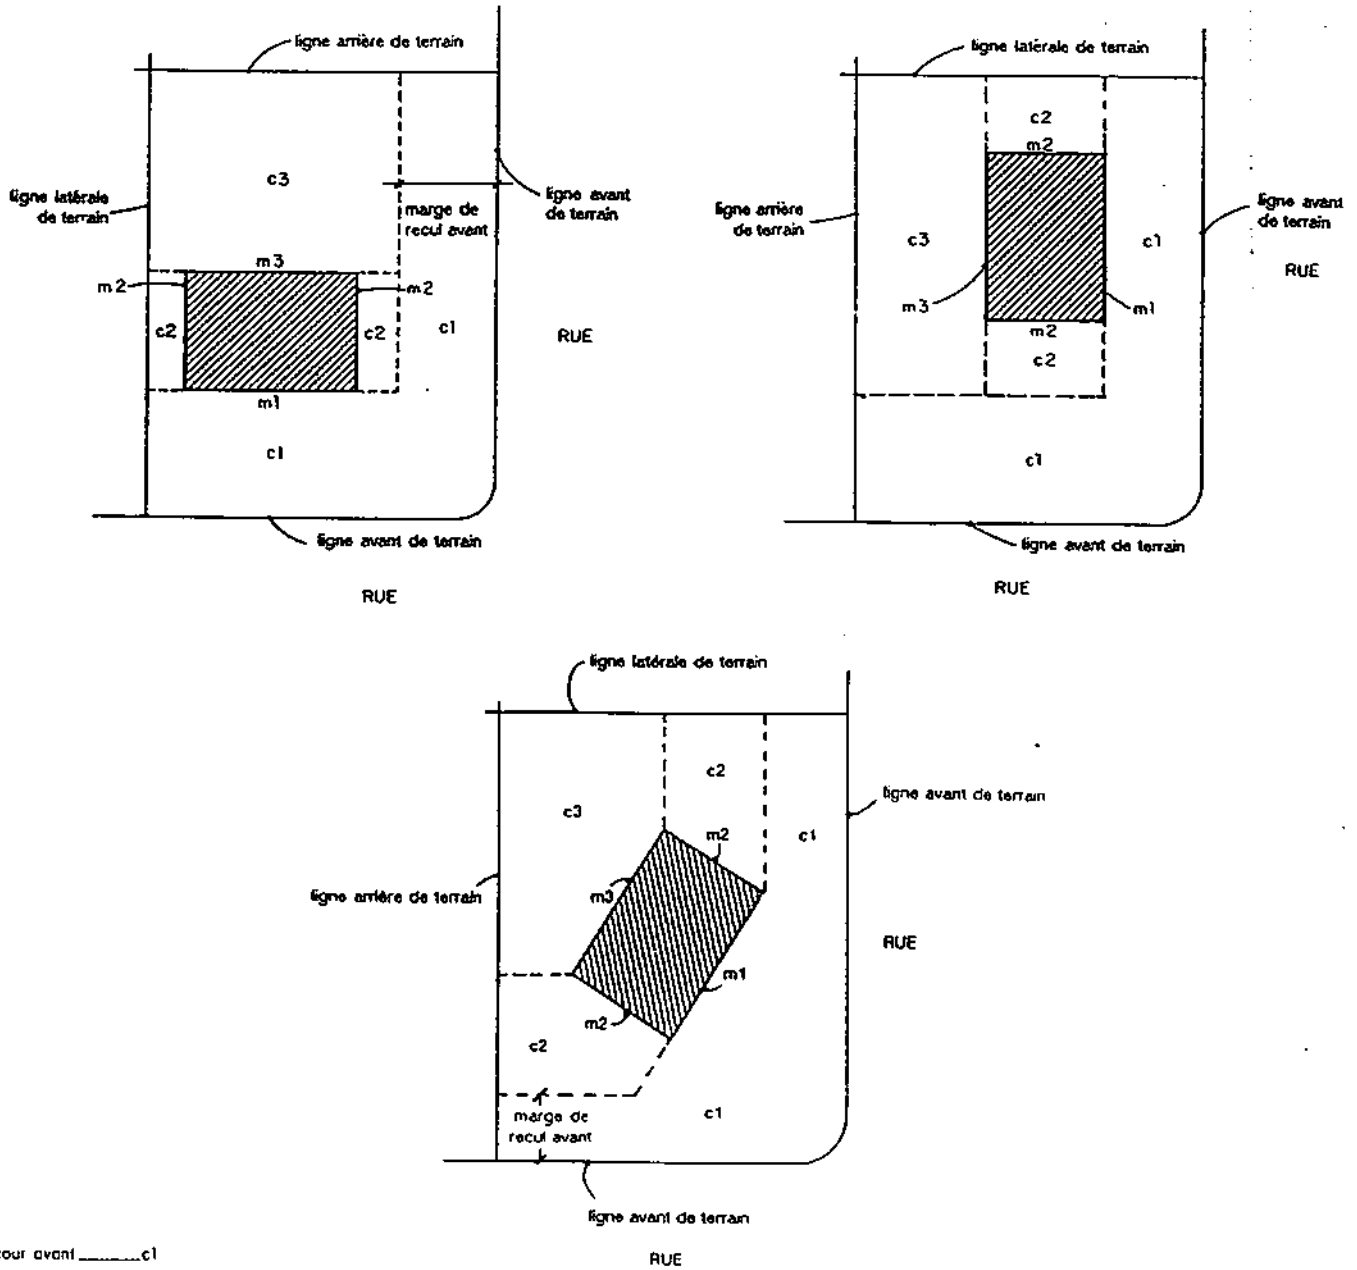 ligne arrière de terrain
c3
ligne latérale
de terrain
marge de
recul avant
ligne avant
de terrain
m3
m2
m2
c2
c2
c1
m1
c1
RUE
ligne avant de terrain
RUE
ligne latérale de terrain
c2
m2
ligne arrière
de terrain
c3
c1
ligne avant
de terrain
RUE
m3
m1
m2
c2
c1
ligne avant de terrain
RUE
ligne latérale de terrain
c2
c3
m2
c1
ligne avant de terrain
ligne arrière de terrain
m3
RUE
m1
m2
c2
marge de
recul avant
c1
ligne avant de terrain
RUE
cour avant______c1